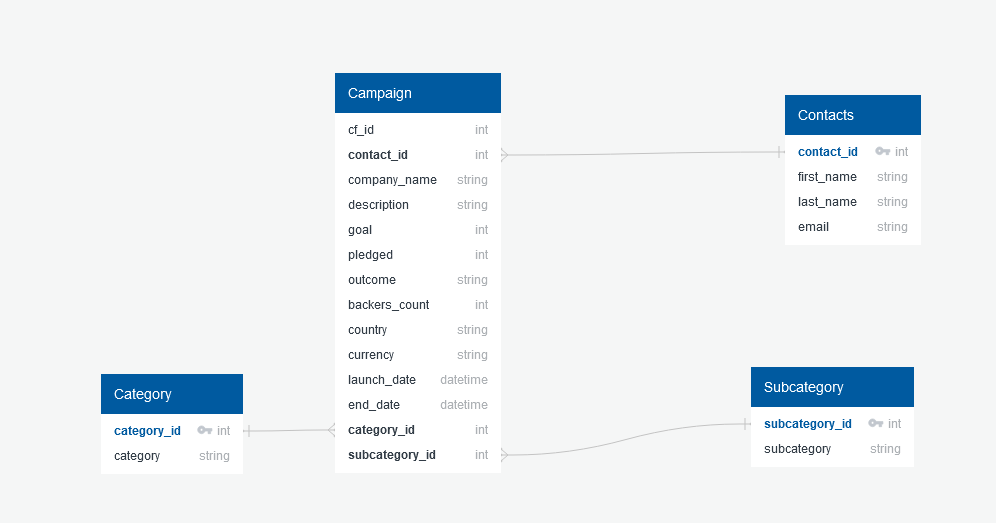 Campaign
cf_id int
contact_id int
company_name string
description string
goal int
pledged int
outcome string
backers_count int
country string
currency string
launch_date datetime
end_date datetime
category_id int
subcategory_id int
Contacts
contact_id int
first_name string
last_name string
email string
Category
category_id int
category string
Subcategory
subcategory_id int
subcategory string